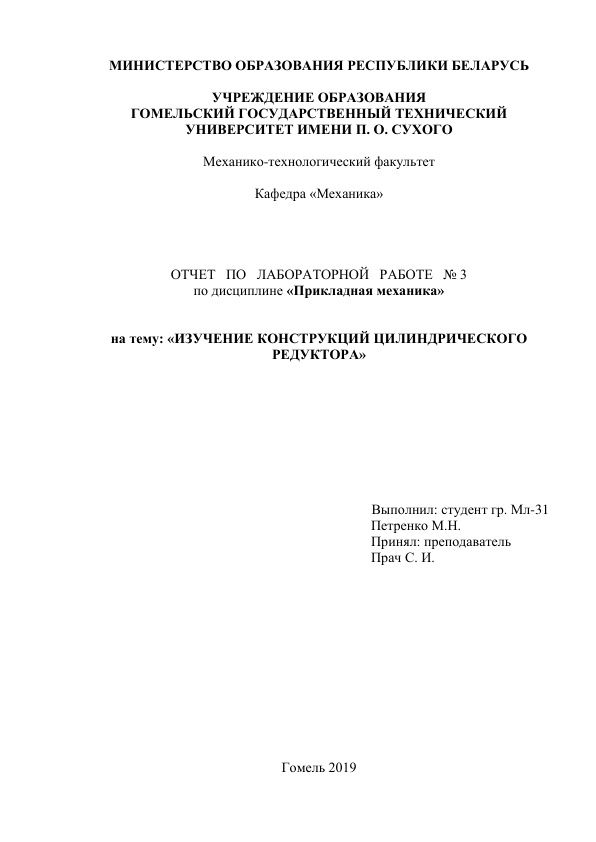 МИНИСТЕРСТВО ОБРАЗОВАНИЯ РЕСПУБЛИКИ БЕЛАРУСЬ
УЧРЕЖДЕНИЕ ОБРАЗОВАНИЯ
ГОМЕЛЬСКИЙ ГОСУДАРСТВЕННЫЙ ТЕХНИЧЕСКИЙ
УНИВЕРСИТЕТ ИМЕНИ П. О. СУХОГО
Механико-технологический факультет
Кафедра «Механика»
ОТЧЕТ ПО ЛАБОРАТОРНОЙ РАБОТЕ № 3
по дисциплине «Прикладная механика»
на тему: «ИЗУЧЕНИЕ КОНСТРУКЦИЙ ЦИЛИНДРИЧЕСКОГО
РЕДУКТОРА»
Выполнил: студент гр. Мл-31
Петренко М.Н.
Принял: преподаватель
Прач С. И.
Гомель 2019